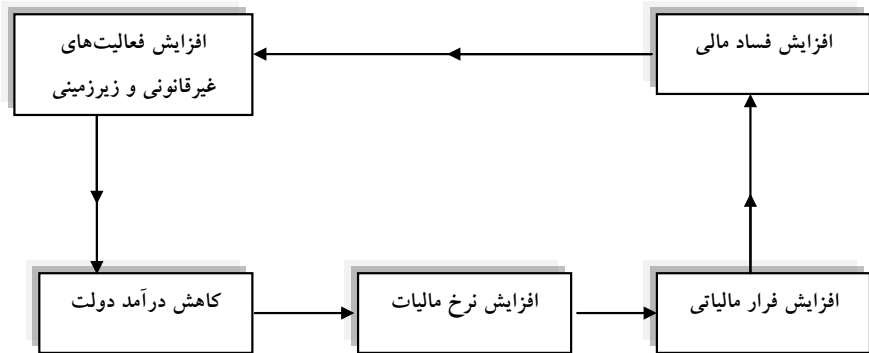 افزایش فساد مالی
افزایش فعالیت‌های
غیرقانونی و زیرزمینی
افزایش فرار مالیاتی
افزایش نرخ مالیات
کاهش درآمد دولت